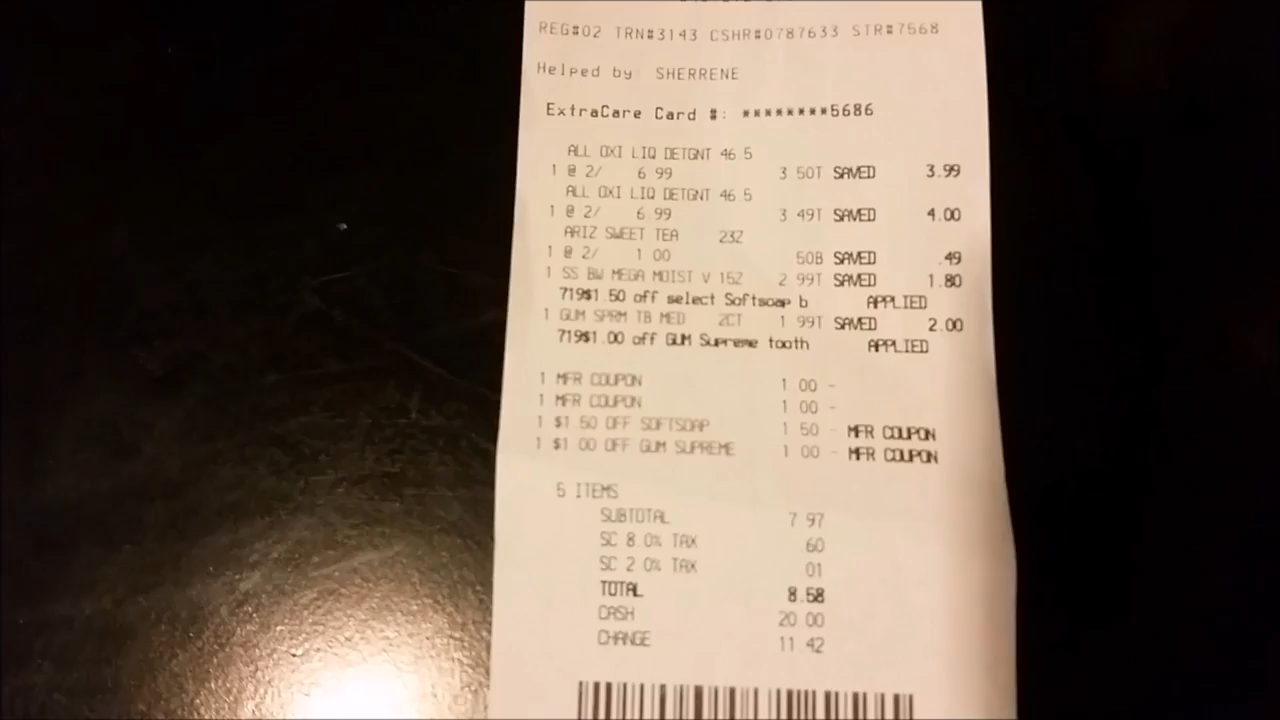 REG#02 TRN#3143 CSHR#0787633 STR#7568
Helped by SHERRENE
ExtraCare Card #: ********5686
ALL OXI LIQ DETGNT 46.5
1 @ 2/ 6.99 3.50T SAVED 3.99
ALL OXI LIQ DETGNT 46.5
1 @ 2/ 6.99 3.49T SAVED 4.00
ARIZ SWEET TEA 23Z
1 @ 2/ 1.00 .50B SAVED .49
1 SS BW MEGA MOIST V 15Z 2.99T SAVED 1.80
719$1.50 off select Softsoap b APPLIED
1 GUM SPRM TB MED 2CT 1.99T SAVED 2.00
719$1.00 off GUM Supreme tooth APPLIED
1 MFR COUPON 1.00 -
1 MFR COUPON 1.00 -
1 $1.50 OFF SOFTSOAP 1.50 - MFR COUPON
1 $1.00 OFF GUM SUPREME 1.00 - MFR COUPON
5 ITEMS
SUBTOTAL 7.97
SC 8.0% TAX .60
SC 2.0% TAX .01
TOTAL 8.58
CASH 20.00
CHANGE 11.42